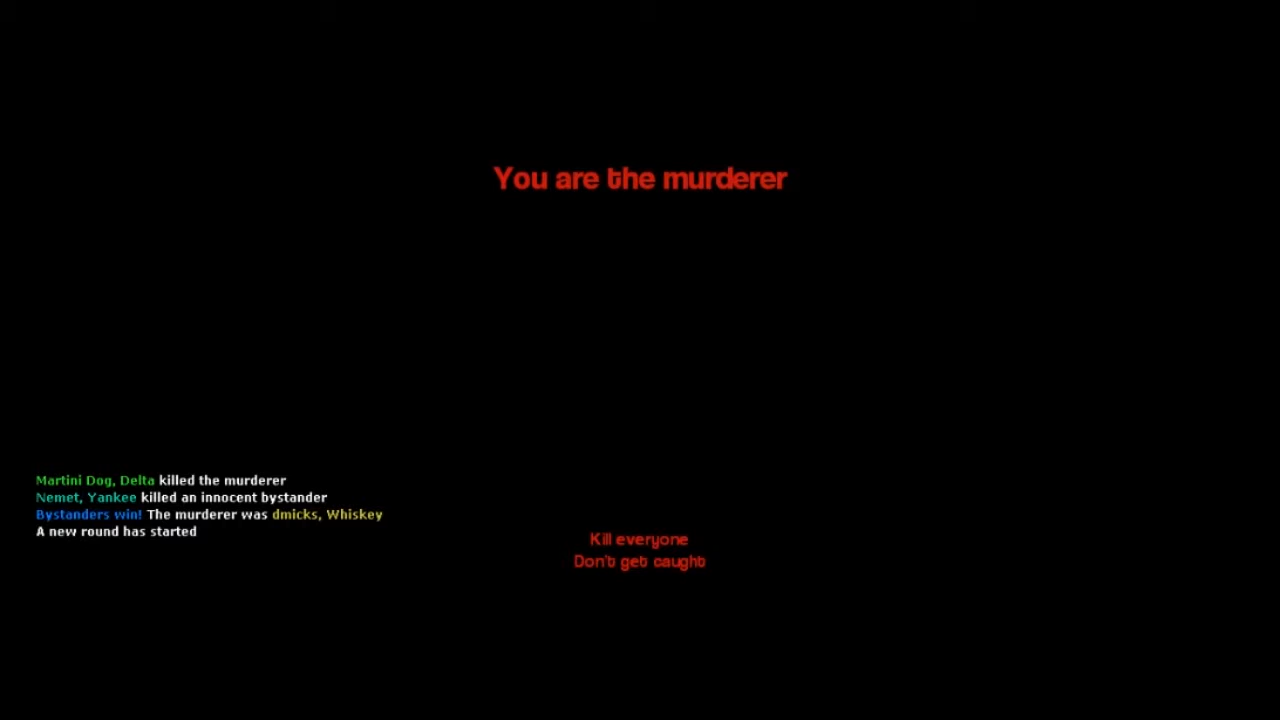 You are the murderer
Martini Dog, Delta killed the murderer
Nemet, Yankee killed an innocent bystander
Bystanders win! The murderer was dmicks, Whiskey
A new round has started
Kill everyone
Don't get caught